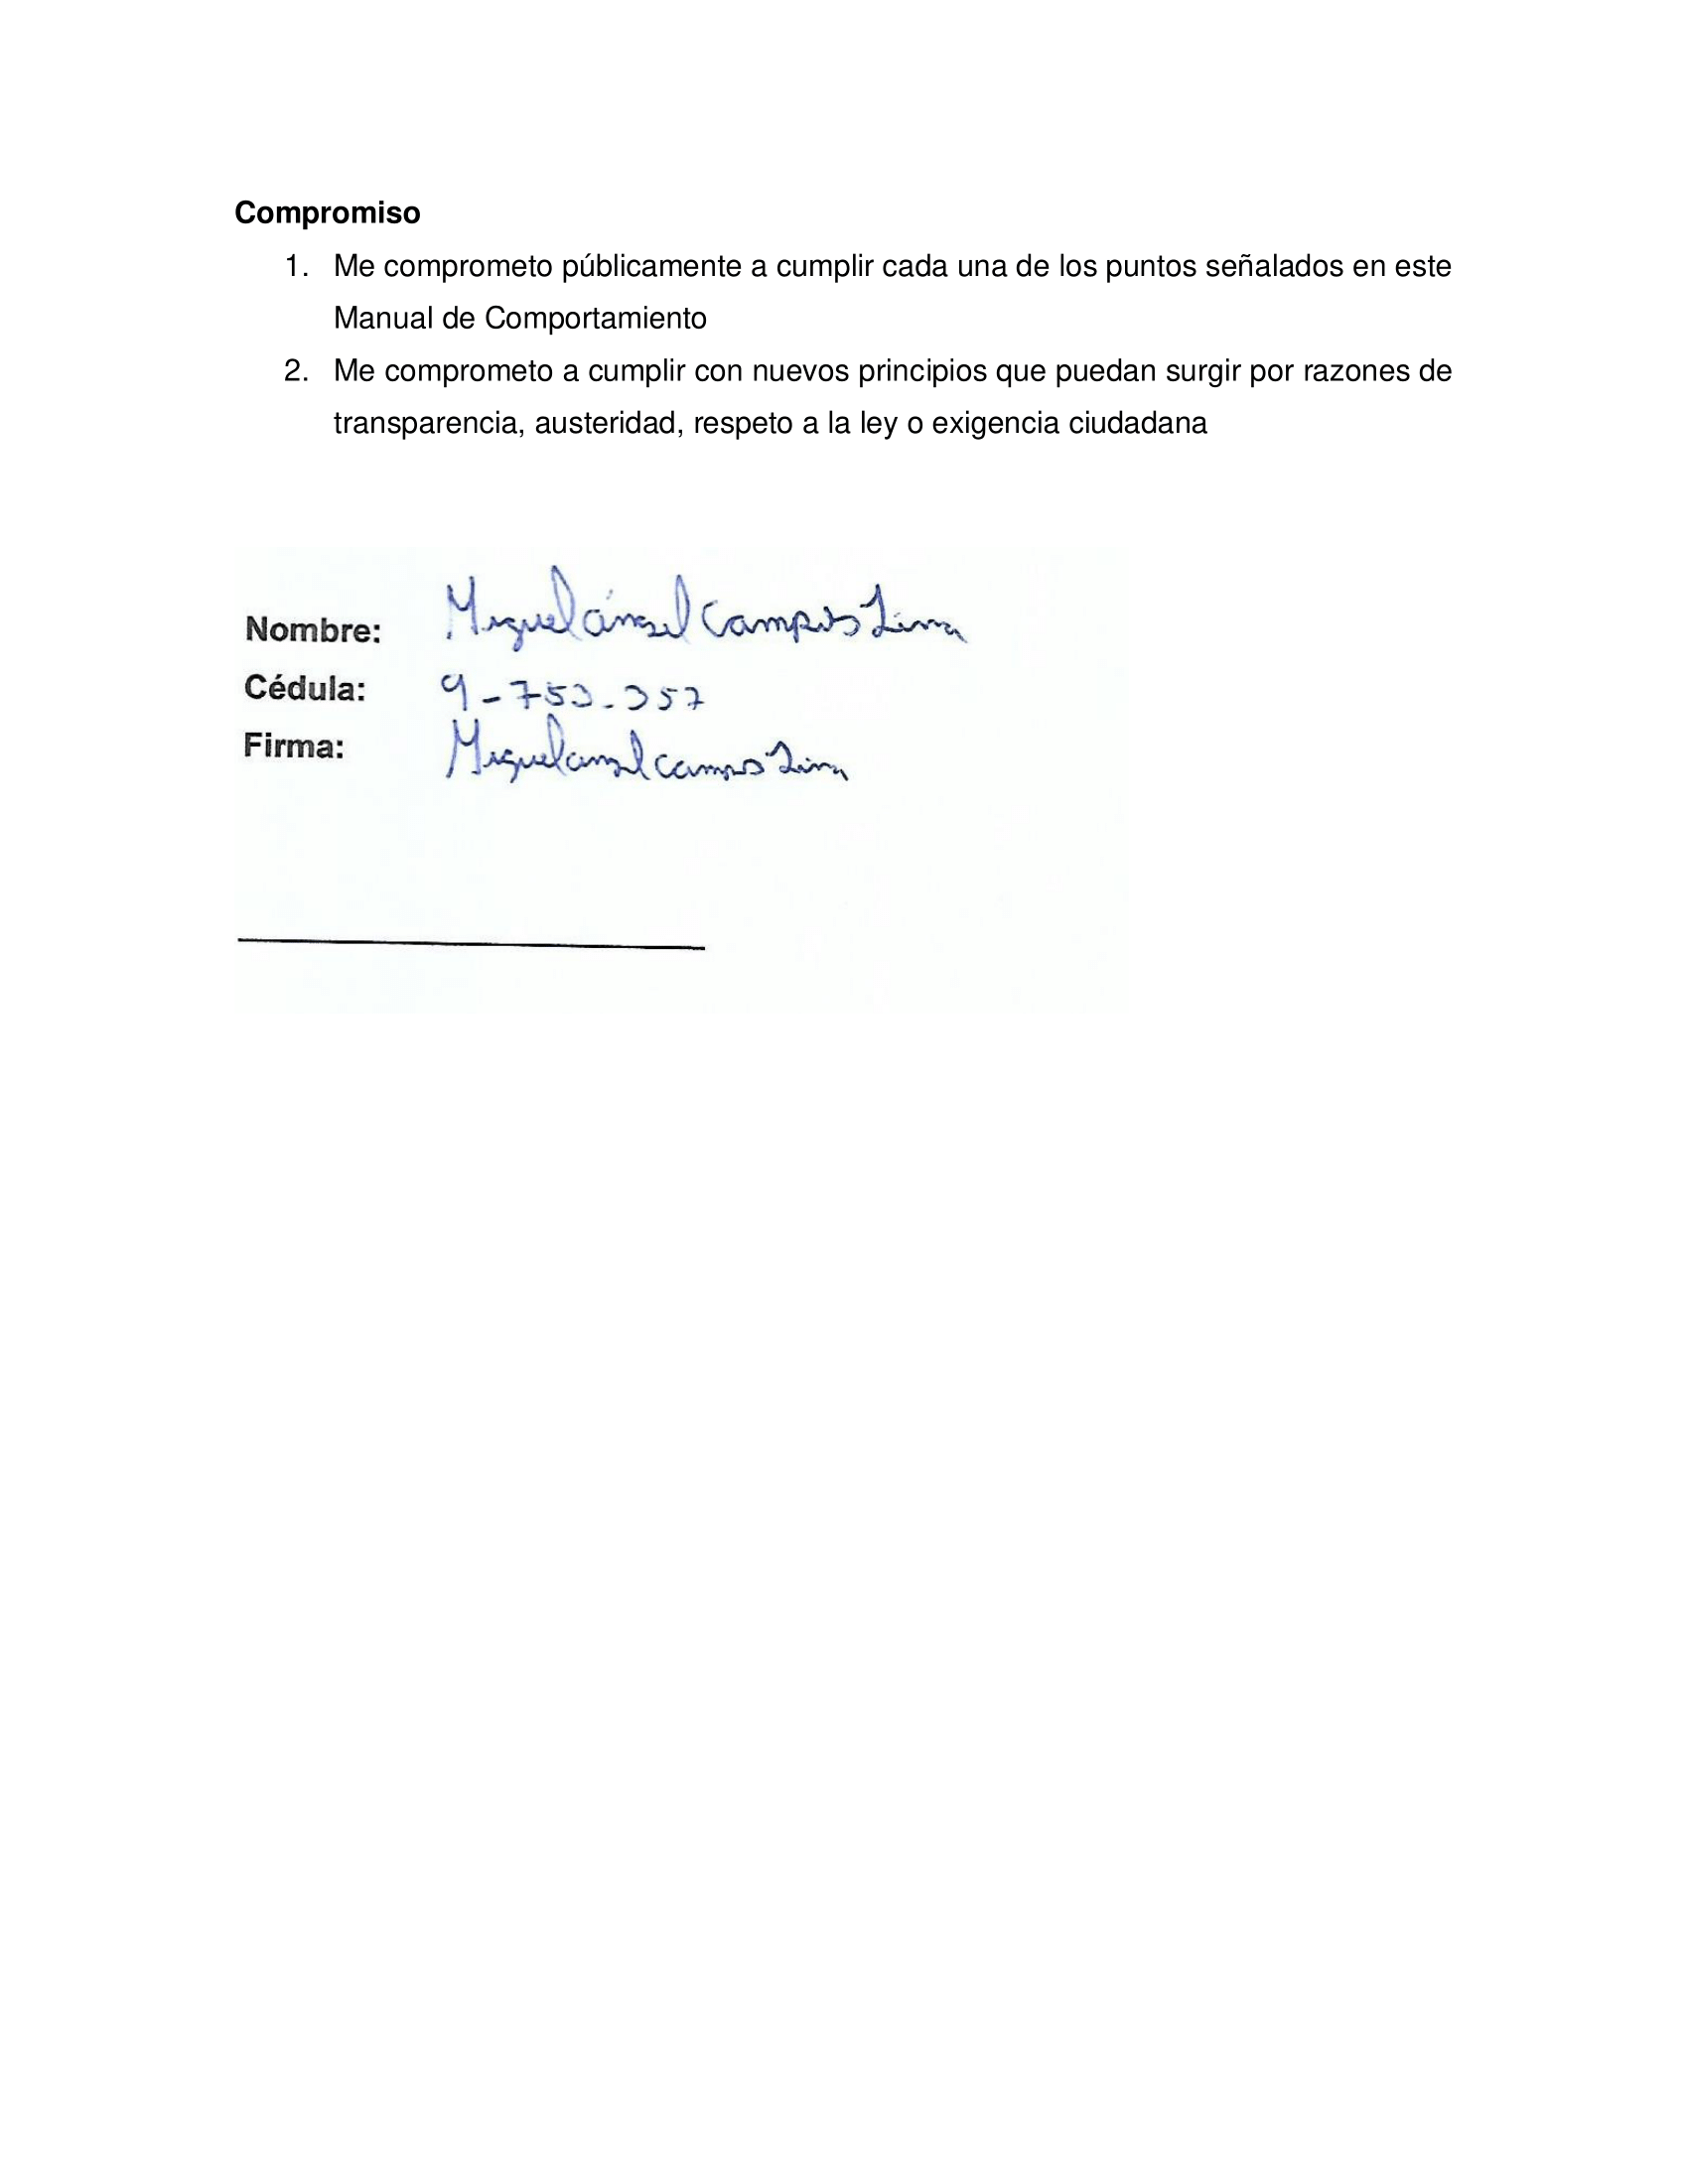 Compromiso
1. Me comprometo públicamente a cumplir cada una de los puntos señalados en este
Manual de Comportamiento
2. Me comprometo a cumplir con nuevos principios que puedan surgir por razones de
transparencia, austeridad, respeto a la ley o exigencia ciudadana
Nombre: Miguel ángel Campos Lima
Cédula: 9-753-357
Firma: Miguel angel campos Lima